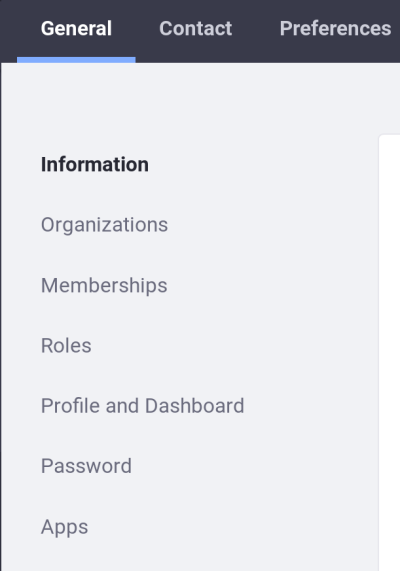 General Contact Preferences
Information
Organizations
Memberships
Roles
Profile and Dashboard
Password
Apps